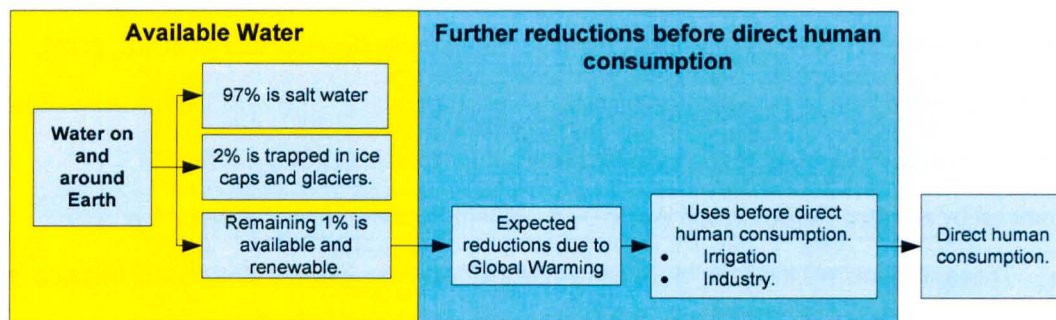 Available Water
Further reductions before direct human
consumption
Water on
and
around
Earth
97% is salt water
2% is trapped in ice
caps and glaciers.
Remaining 1% is
available and
renewable.
Expected
reductions due to
Global Warming
Uses before direct
human consumption.
• Irrigation
• Industry.
Direct human
consumption.